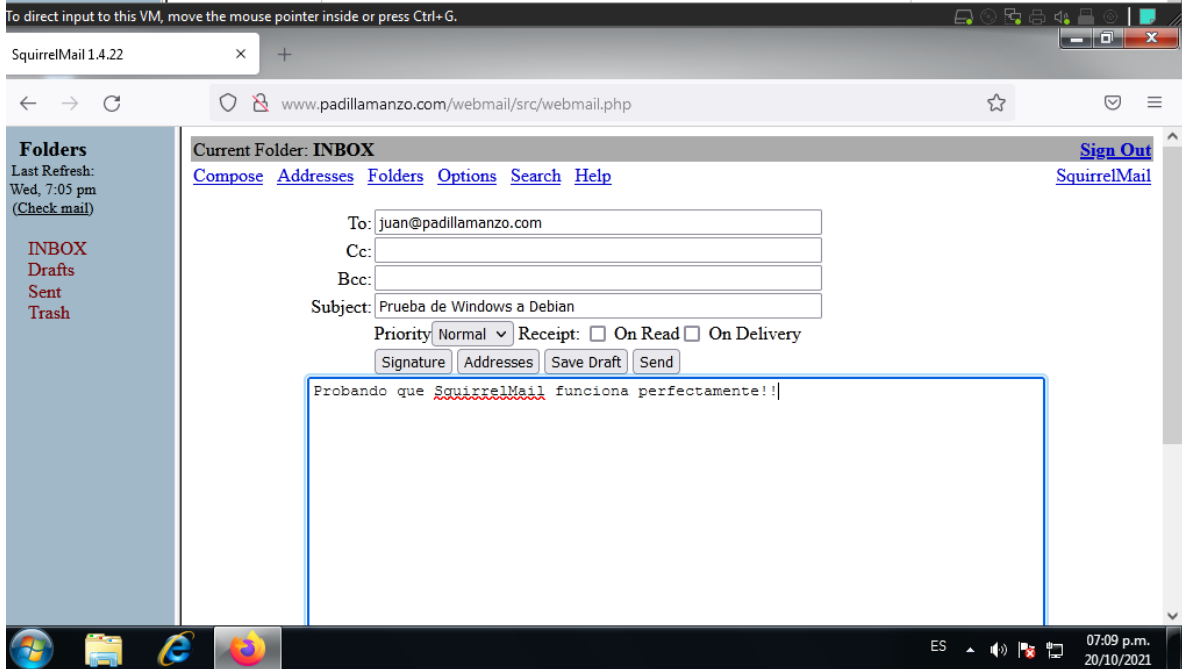 To direct input to this VM, move the mouse pointer inside or press Ctrl+G.
SquirrelMail 1.4.22
www.padillamanzo.com/webmail/src/webmail.php
Folders
Last Refresh:
Wed, 7:05 pm
(Check mail)
INBOX
Drafts
Sent
Trash
Current Folder: INBOX Sign Out
Compose Addresses Folders Options Search Help SquirrelMail
To: juan@padillamanzo.com
Cc:
Bcc:
Subject: Prueba de Windows a Debian
Priority Normal Receipt: On Read On Delivery
Signature Addresses Save Draft Send
Probando que SquirrelMail funciona perfectamente!!
ES 07:09 p.m.
20/10/2021